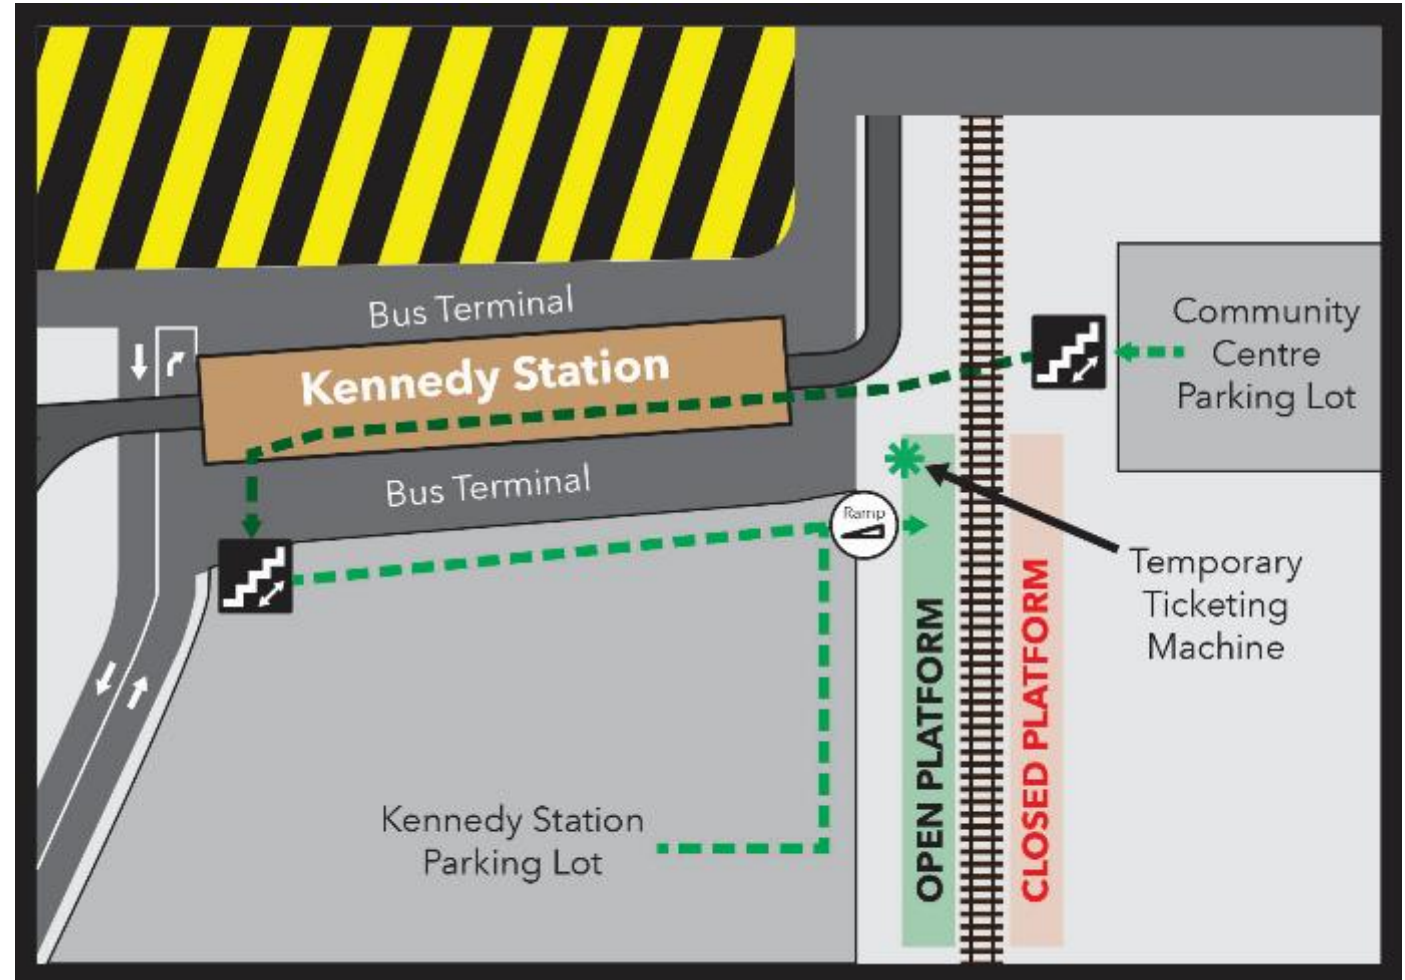 Bus Terminal
Kennedy Station
Bus Terminal
Community
Centre
Parking Lot
Ramp
Temporary
Ticketing
Machine
OPEN PLATFORM
CLOSED PLATFORM
Kennedy Station
Parking Lot